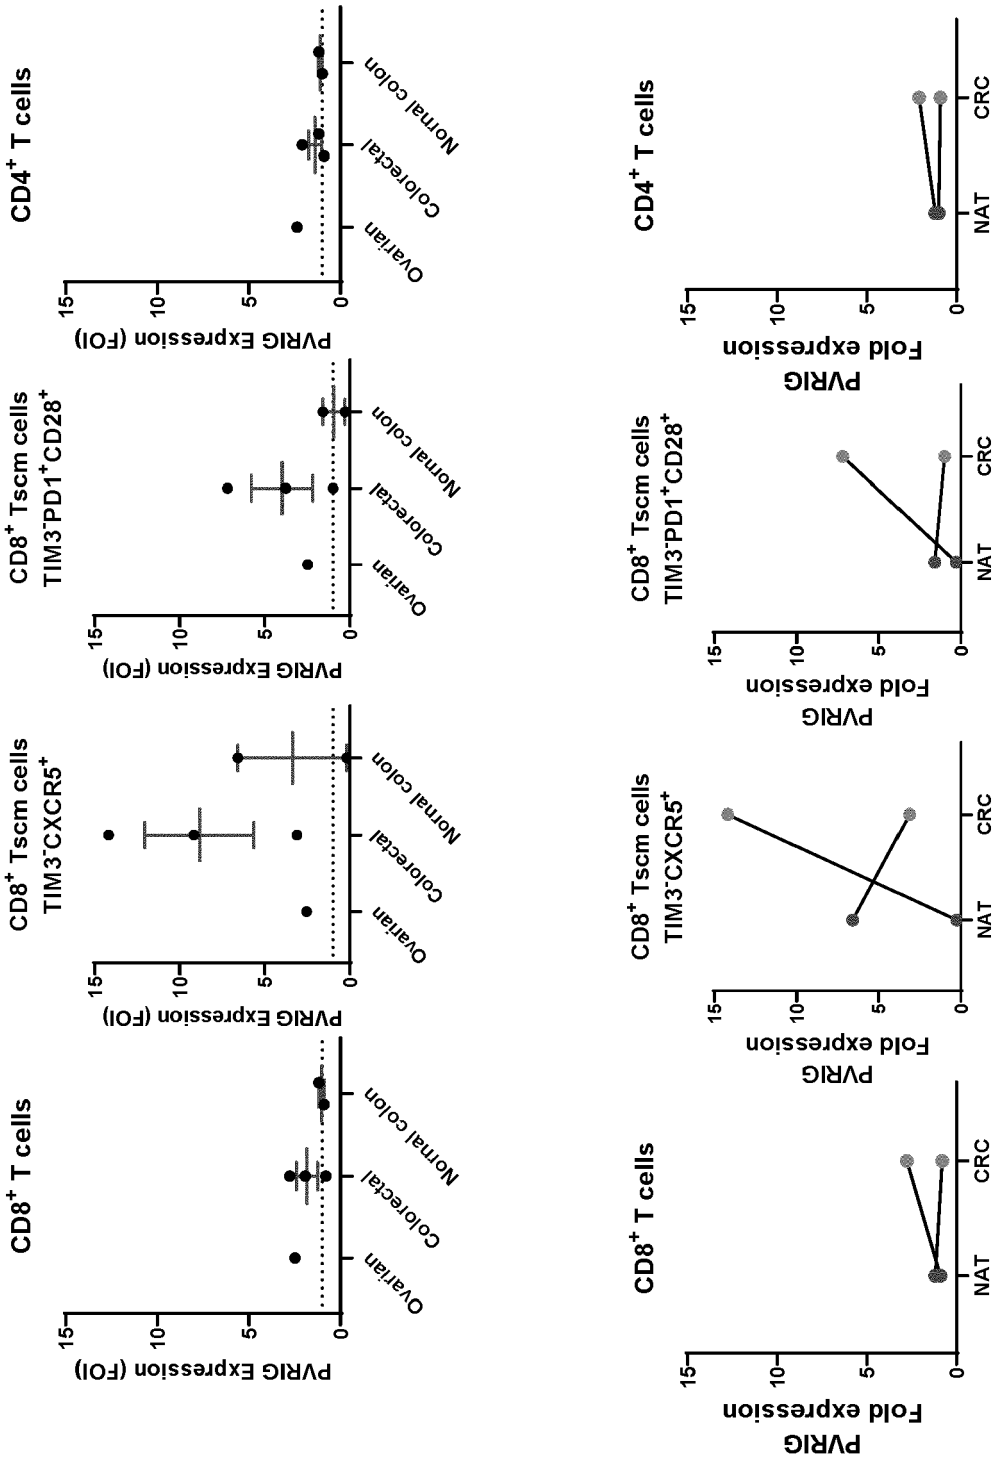 CD4+ T cells
PVRIG Expression (FOI)
15
10
5
0
Ovarian
Colorectal
Normal colon
CD8+ Tscm cells
TIM3-PD1+CD28+
PVRIG Expression (FOI)
15
10
5
0
Ovarian
Colorectal
Normal colon
CD8+ Tscm cells
TIM3-CXCR5+
PVRIG Expression (FOI)
15
10
5
0
Ovarian
Colorectal
Normal colon
CD8+ T cells
PVRIG Expression (FOI)
15
10
5
0
Ovarian
Colorectal
Normal colon
CD4+ T cells
PVRIG
Fold expression
15
10
5
0
NAT
CRC
CD8+ Tscm cells
TIM3-PD1+CD28+
PVRIG
Fold expression
15
10
5
0
NAT
CRC
CD8+ Tscm cells
TIM3-CXCR5+
PVRIG
Fold expression
15
10
5
0
NAT
CRC
CD8+ T cells
PVRIG
Fold expression
15
10
5
0
NAT
CRC